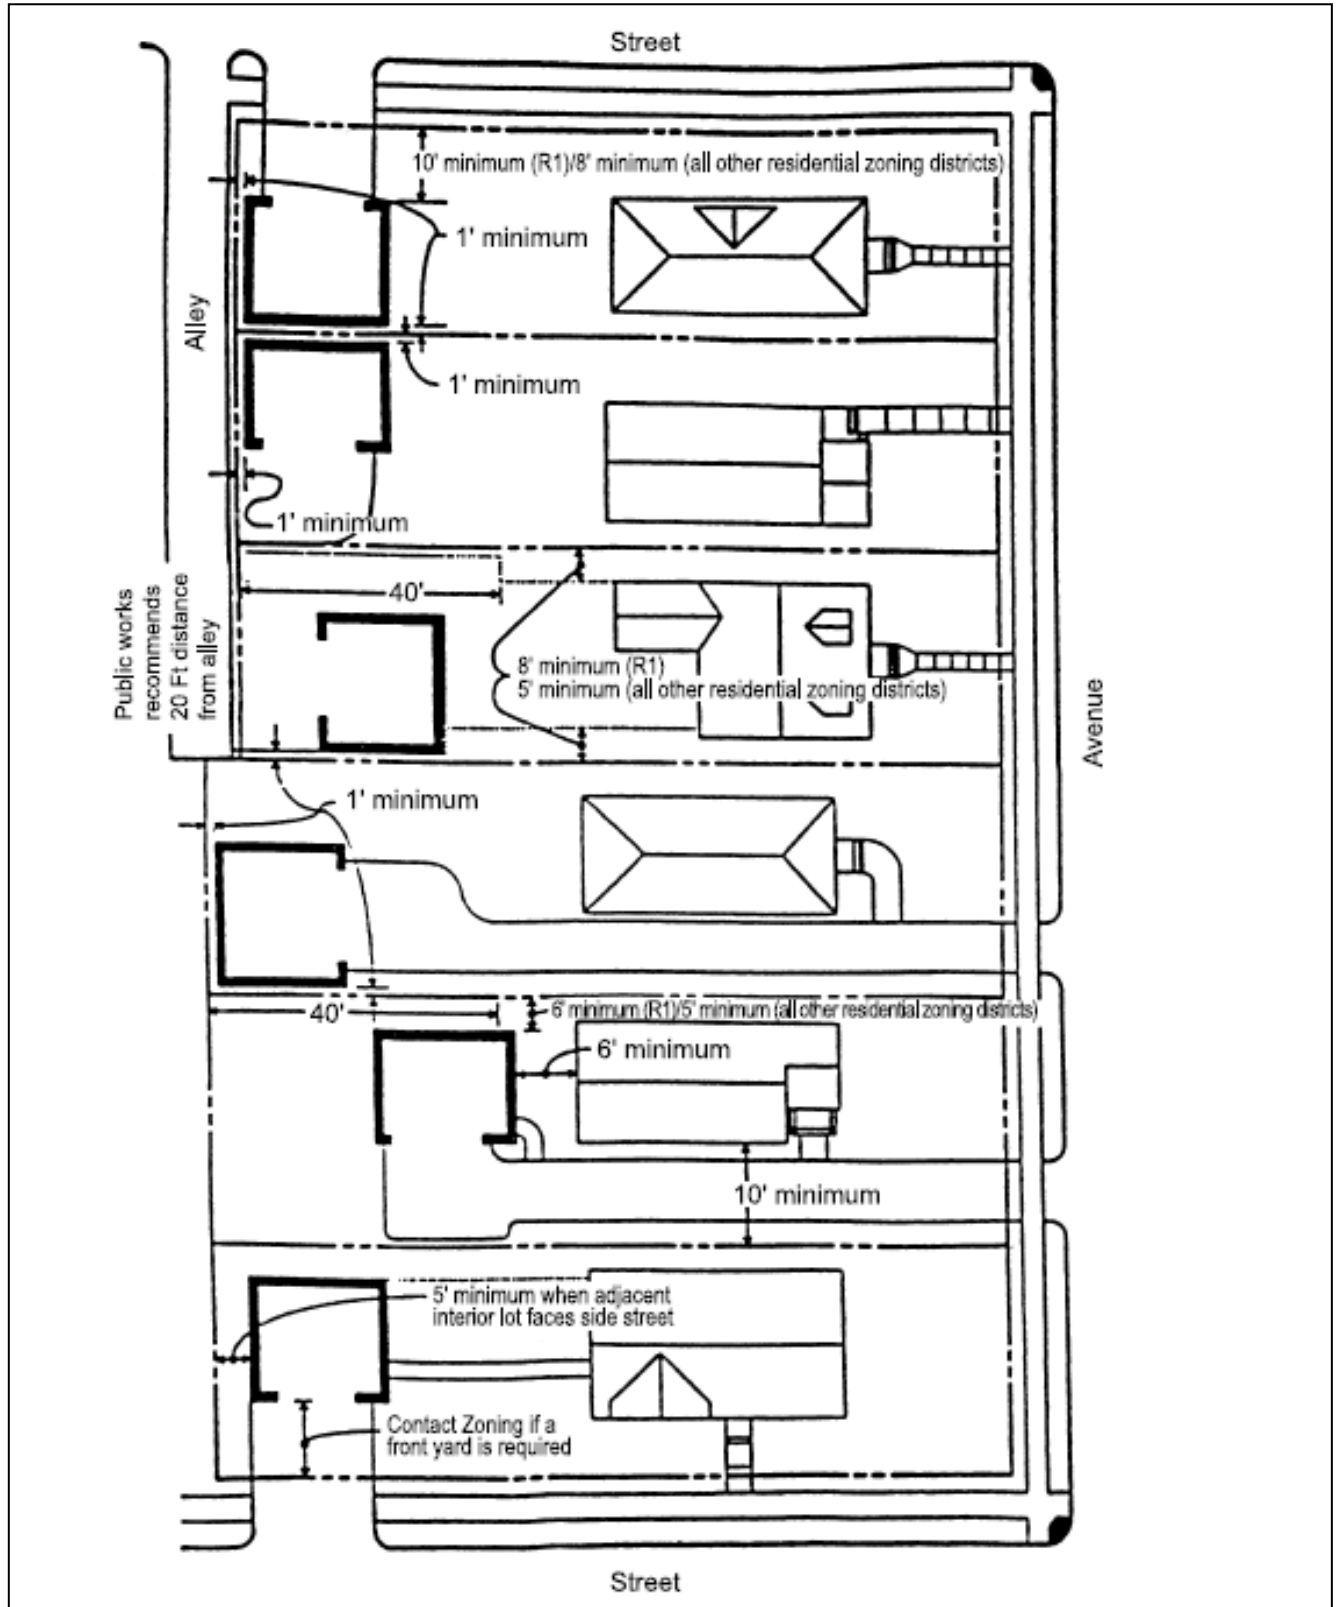 Street
10' minimum (R1)/8' minimum (all other residential zoning districts)
1' minimum
Alley
1' minimum
1' minimum
40'
Public works
recommends
20 Ft distance
from alley
8' minimum (R1)
5' minimum (all other residential zoning districts)
Avenue
1' minimum
40'
6' minimum (R1)/5' minimum (all other residential zoning districts)
6' minimum
10' minimum
5' minimum when adjacent
interior lot faces side street
Contact Zoning if a
front yard is required
Street